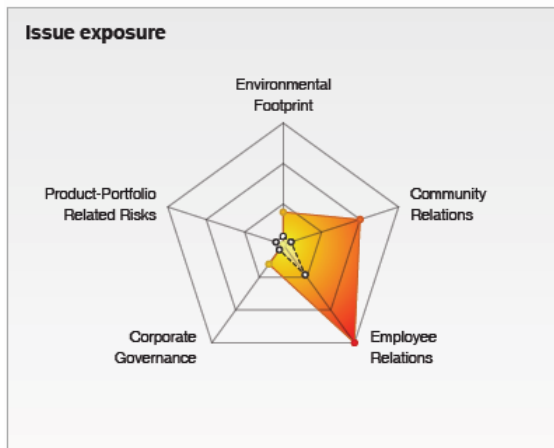 Issue exposure
Environmental
Footprint
Product-Portfolio
Related Risks
Community
Relations
Corporate
Governance
Employee
Relations